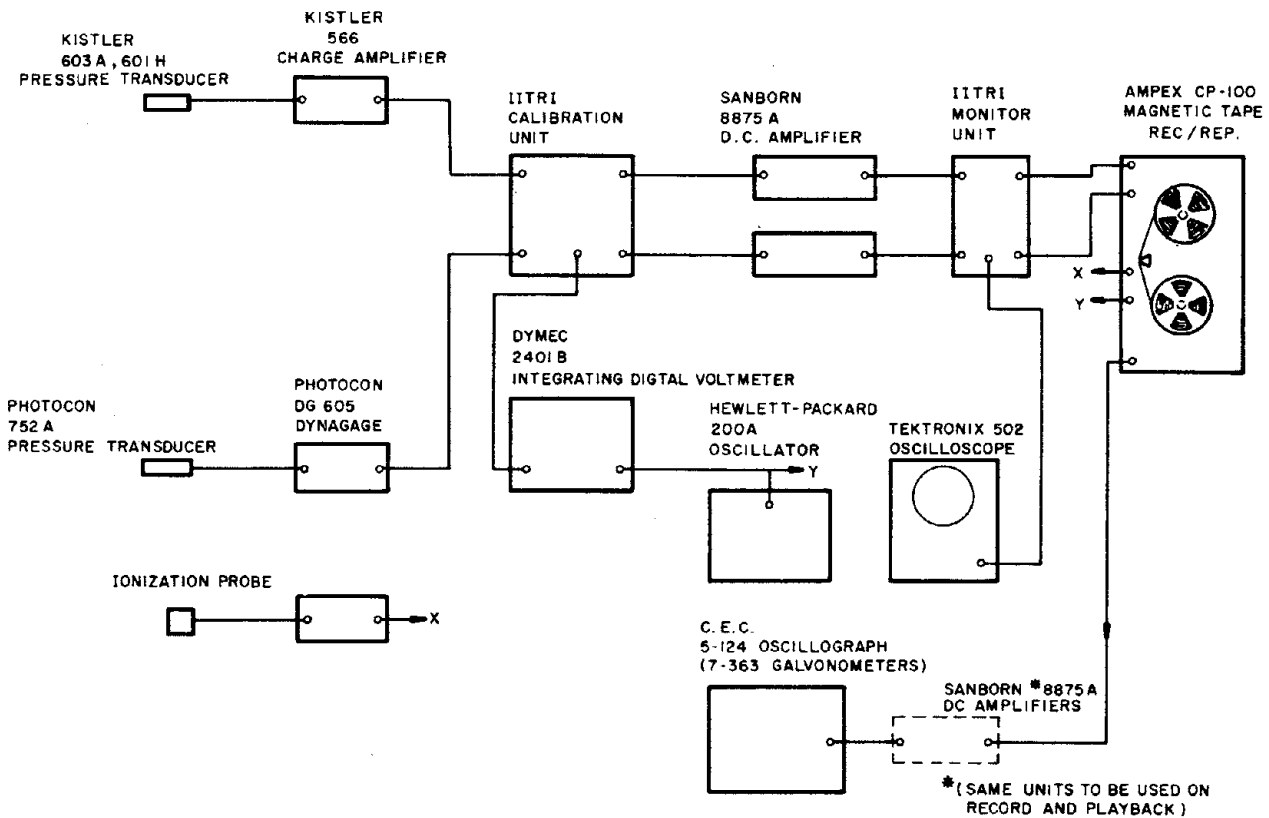 KISTLER
603A, 601H
PRESSURE TRANSDUCER
KISTLER
566
CHARGE AMPLIFIER
IITRI
CALIBRATION
UNIT
SANBORN
8875A
D.C. AMPLIFIER
IITRI
MONITOR
UNIT
AMPEX CP-100
MAGNETIC TAPE
REC/REP.
X
Y
PHOTOCON
752A
PRESSURE TRANSDUCER
PHOTOCON
DG 605
DYNAGAGE
DYMEC
2401B
INTEGRATING DIGTAL VOLTMETER
HEWLETT-PACKARD
200A
OSCILLATOR
Y
TEKTRONIX 502
OSCILLOSCOPE
IONIZATION PROBE
X
C.E.C.
5-124 OSCILLOGRAPH
(7-363 GALVONOMETERS)
SANBORN *8875A
DC AMPLIFIERS
*(SAME UNITS TO BE USED ON
RECORD AND PLAYBACK)